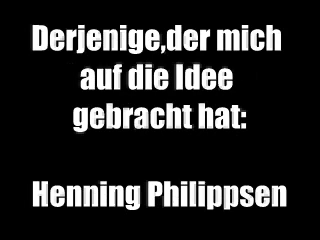 Derjenige,der mich
auf die Idee
gebracht hat:
Henning Philippsen